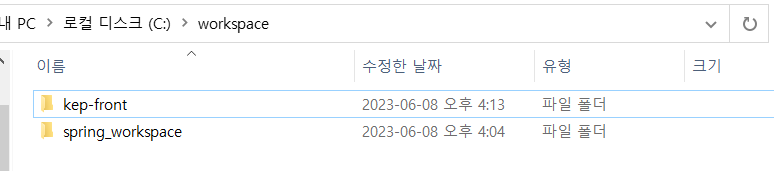 내 PC > 로컬 디스크 (C:) > workspace
이름 수정한 날짜 유형 크기
kep-front 2023-06-08 오후 4:13 파일 폴더
spring_workspace 2023-06-08 오후 4:04 파일 폴더